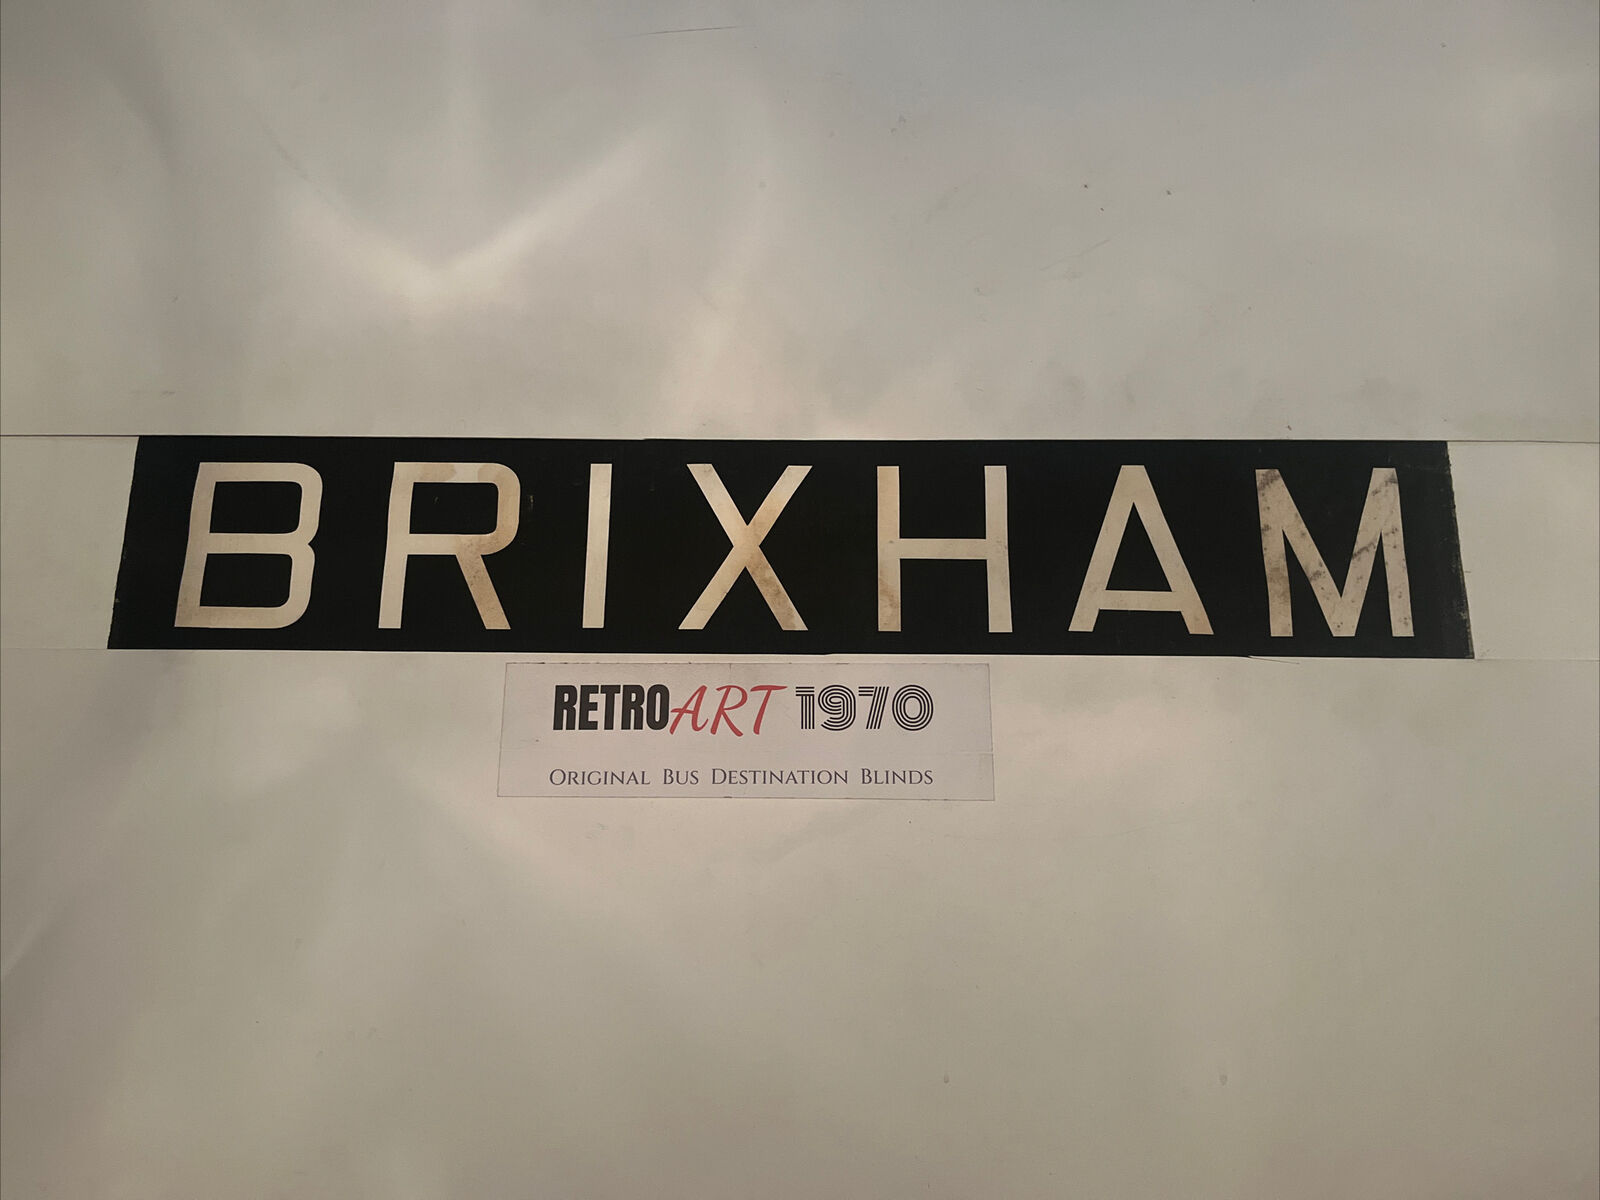 BRIXHAM
RETROART 1970
Original Bus Destination Blinds